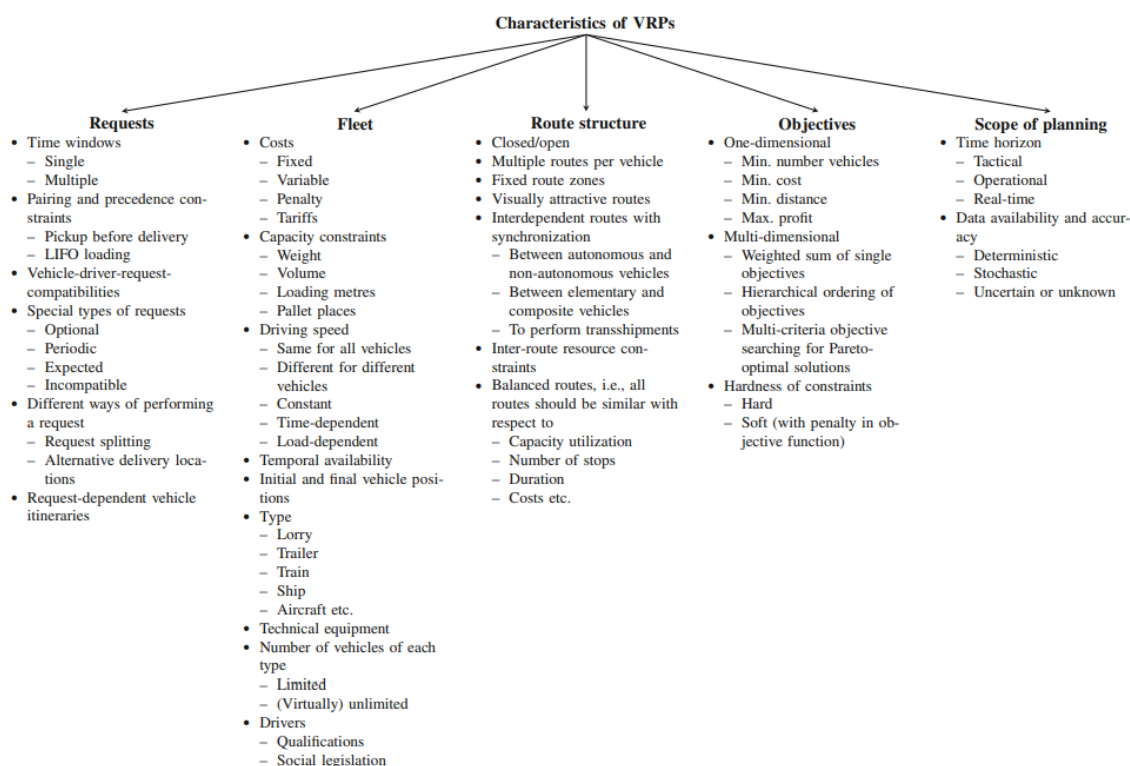 Characteristics of VRPs
Requests
• Time windows
– Single
– Multiple
• Pairing and precedence con-
straints
– Pickup before delivery
– LIFO loading
• Vehicle-driver-request-
compatibilities
• Special types of requests
– Optional
– Periodic
– Expected
– Incompatible
• Different ways of performing
a request
– Request splitting
– Alternative delivery loca-
tions
• Request-dependent vehicle
itineraries
Fleet
• Costs
– Fixed
– Variable
– Penalty
– Tariffs
• Capacity constraints
– Weight
– Volume
– Loading metres
– Pallet places
• Driving speed
– Same for all vehicles
– Different for different
vehicles
– Constant
– Time-dependent
– Load-dependent
• Temporal availability
• Initial and final vehicle posi-
tions
• Type
– Lorry
– Trailer
– Train
– Ship
– Aircraft etc.
• Technical equipment
• Number of vehicles of each
type
– Limited
– (Virtually) unlimited
• Drivers
– Qualifications
– Social legislation
Route structure
• Closed/open
• Multiple routes per vehicle
• Fixed route zones
• Visually attractive routes
• Interdependent routes with
synchronization
– Between autonomous and
non-autonomous vehicles
– Between elementary and
composite vehicles
– To perform transshipments
• Inter-route resource con-
straints
• Balanced routes, i.e., all
routes should be similar with
respect to
– Capacity utilization
– Number of stops
– Duration
– Costs etc.
Objectives
• One-dimensional
– Min. number vehicles
– Min. cost
– Min. distance
– Max. profit
• Multi-dimensional
– Weighted sum of single
objectives
– Hierarchical ordering of
objectives
– Multi-criteria objective
searching for Pareto-
optimal solutions
• Hardness of constraints
– Hard
– Soft (with penalty in ob-
jective function)
Scope of planning
• Time horizon
– Tactical
– Operational
– Real-time
• Data availability and accur-
acy
– Deterministic
– Stochastic
– Uncertain or unknown